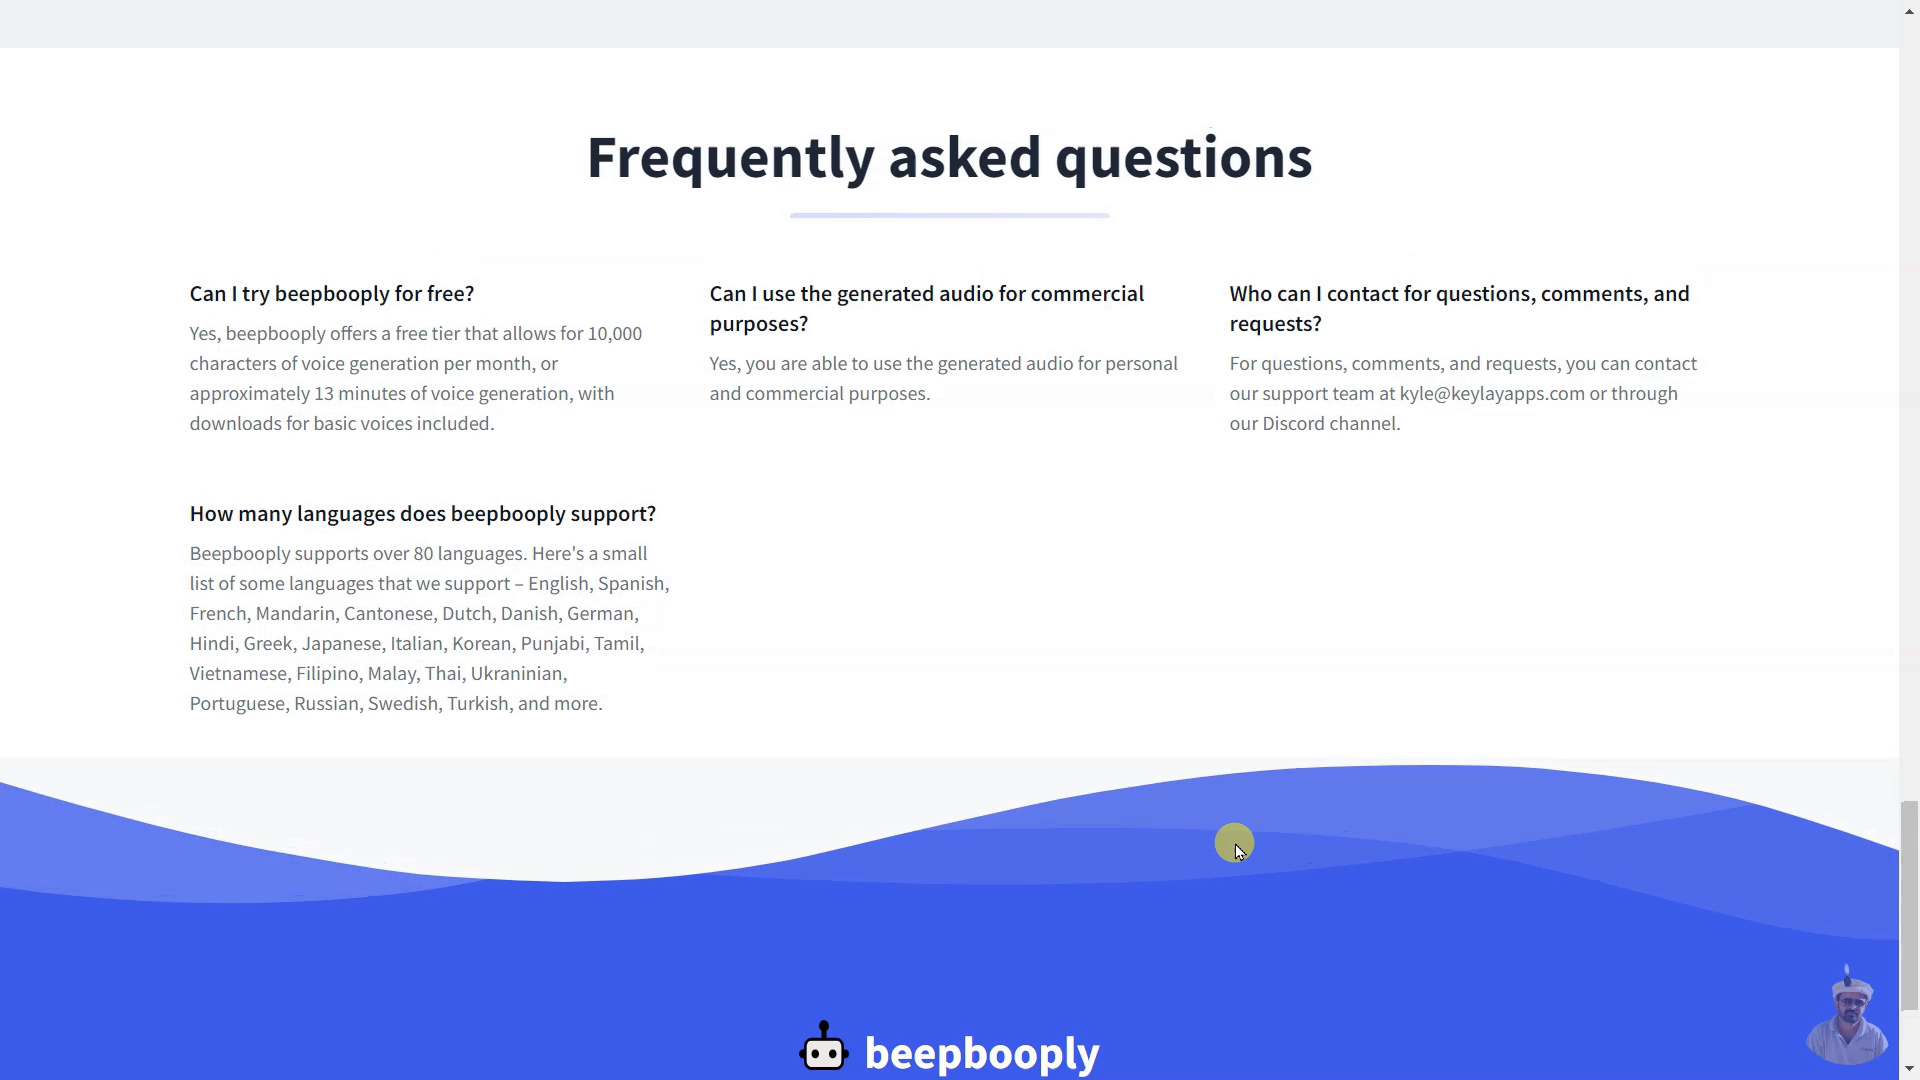 Frequently asked questions
Can I try beepbooply for free?
Yes, beepbooply offers a free tier that allows for 10,000
characters of voice generation per month, or
approximately 13 minutes of voice generation, with
downloads for basic voices included.
Can I use the generated audio for commercial
purposes?
Yes, you are able to use the generated audio for personal
and commercial purposes.
Who can I contact for questions, comments, and
requests?
For questions, comments, and requests, you can contact
our support team at kyle@keylayapps.com or through
our Discord channel.
How many languages does beepbooply support?
Beepbooply supports over 80 languages. Here's a small
list of some languages that we support – English, Spanish,
French, Mandarin, Cantonese, Dutch, Danish, German,
Hindi, Greek, Japanese, Italian, Korean, Punjabi, Tamil,
Vietnamese, Filipino, Malay, Thai, Ukraninian,
Portuguese, Russian, Swedish, Turkish, and more.
beepbooply